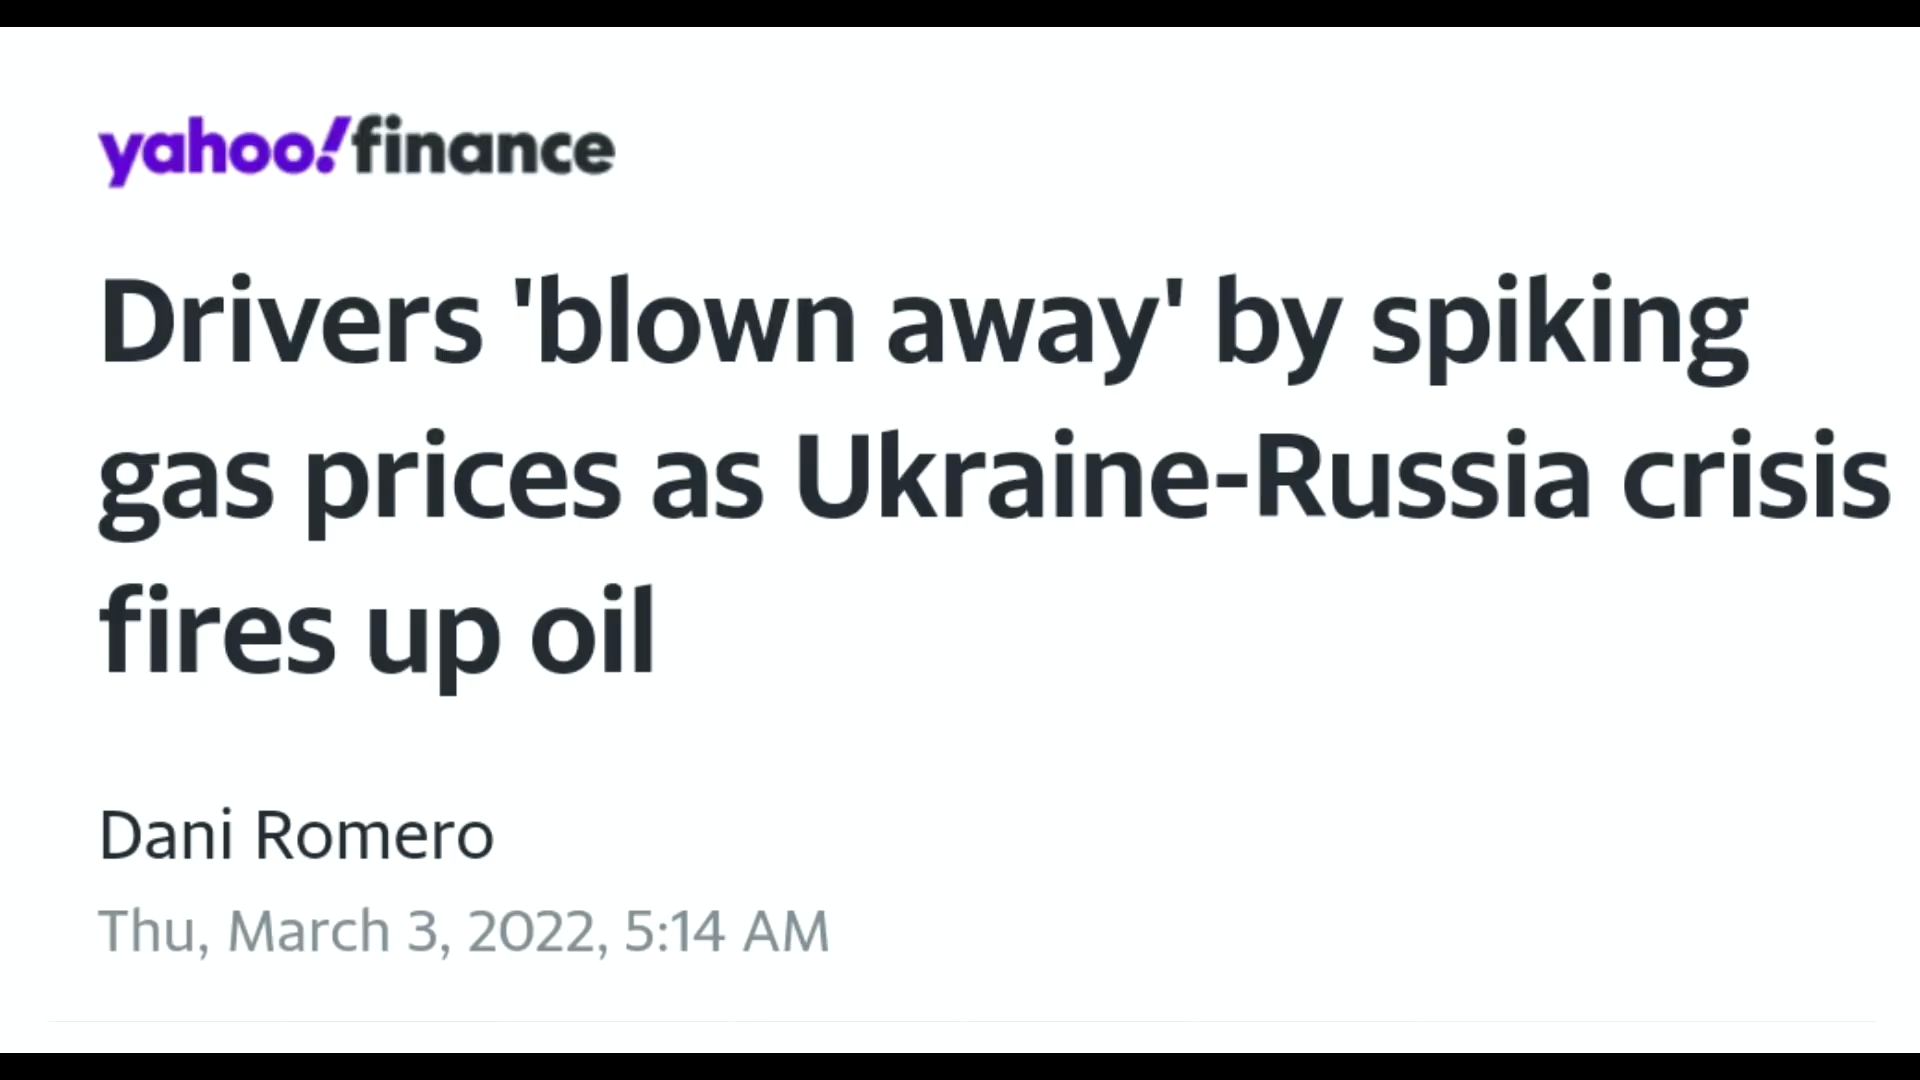 yahoo!finance
Drivers 'blown away' by spiking
gas prices as Ukraine-Russia crisis
fires up oil
Dani Romero
Thu, March 3, 2022, 5:14 AM